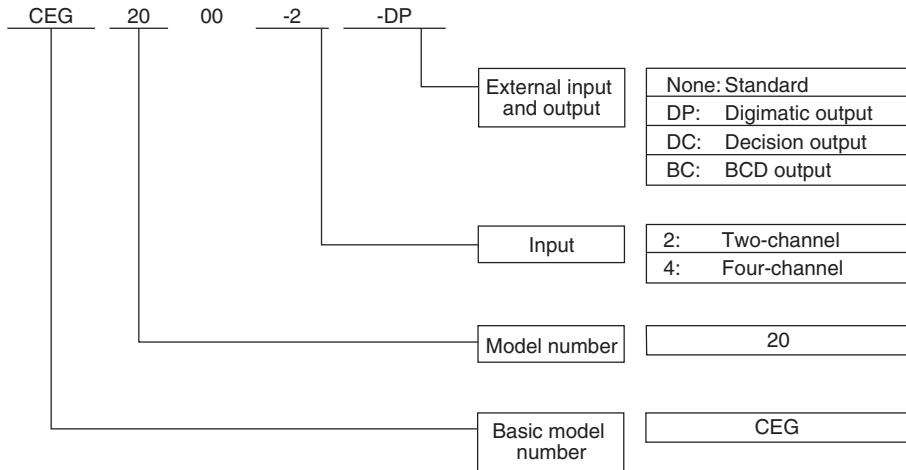 CEG 20 00 -2 -DP
External input
and output
None: Standard
DP: Digimatic output
DC: Decision output
BC: BCD output
Input
2: Two-channel
4: Four-channel
Model number
20
Basic model
number
CEG